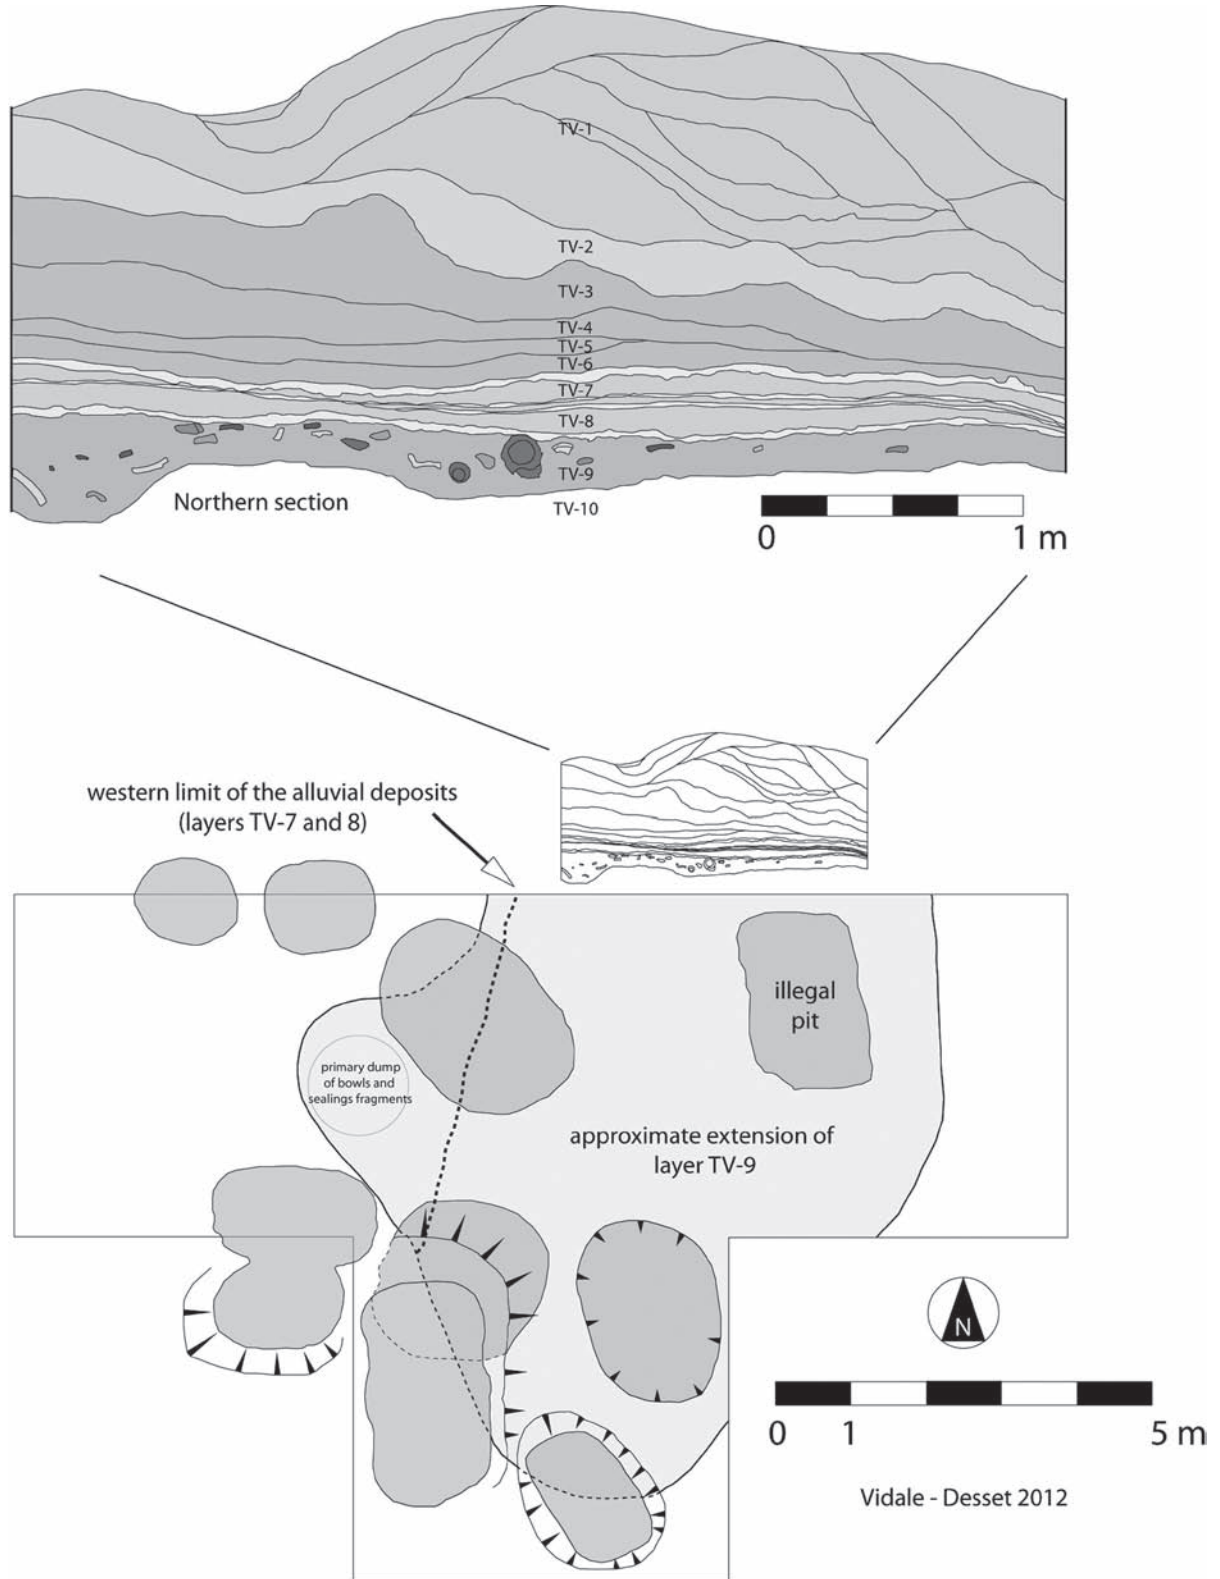 TV-1
TV-2
TV-3
TV-4
TV-5
TV-6
TV-7
TV-8
TV-9
TV-10
Northern section
0 1 m
western limit of the alluvial deposits
(layers TV-7 and 8)
illegal
pit
primary dump
of bowls and
sealings fragments
approximate extension of
layer TV-9
N
0 1 5 m
Vidale - Desset 2012